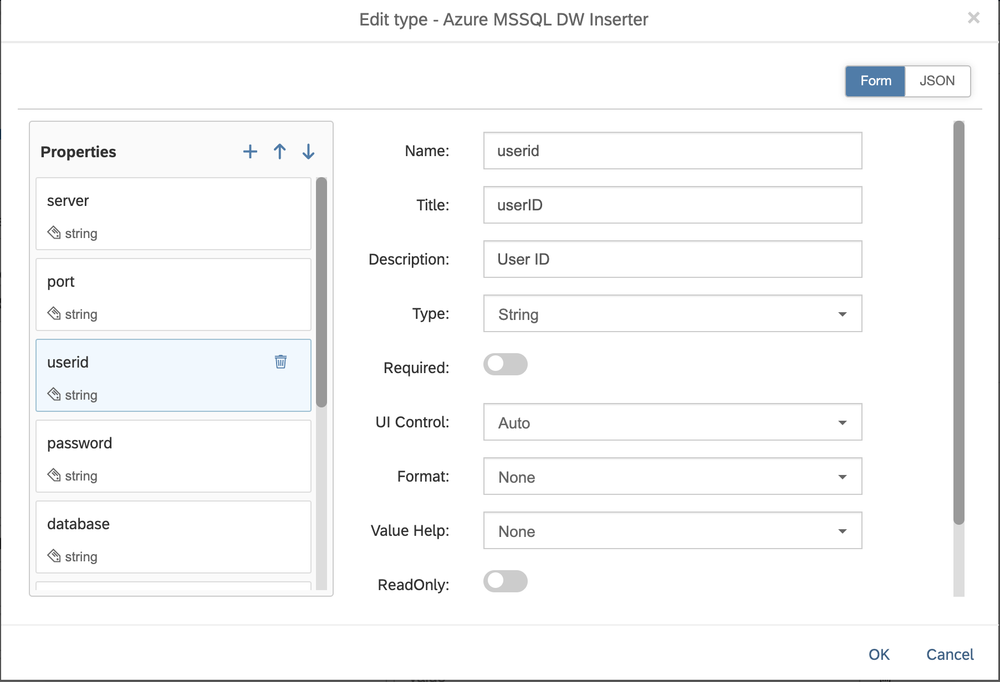 Edit type - Azure MSSQL DW Inserter
Form
JSON
Properties
server
string
port
string
userid
string
password
string
database
string
Name: userid
Title: userID
Description: User ID
Type: String
Required:
UI Control: Auto
Format: None
Value Help: None
ReadOnly:
OK
Cancel